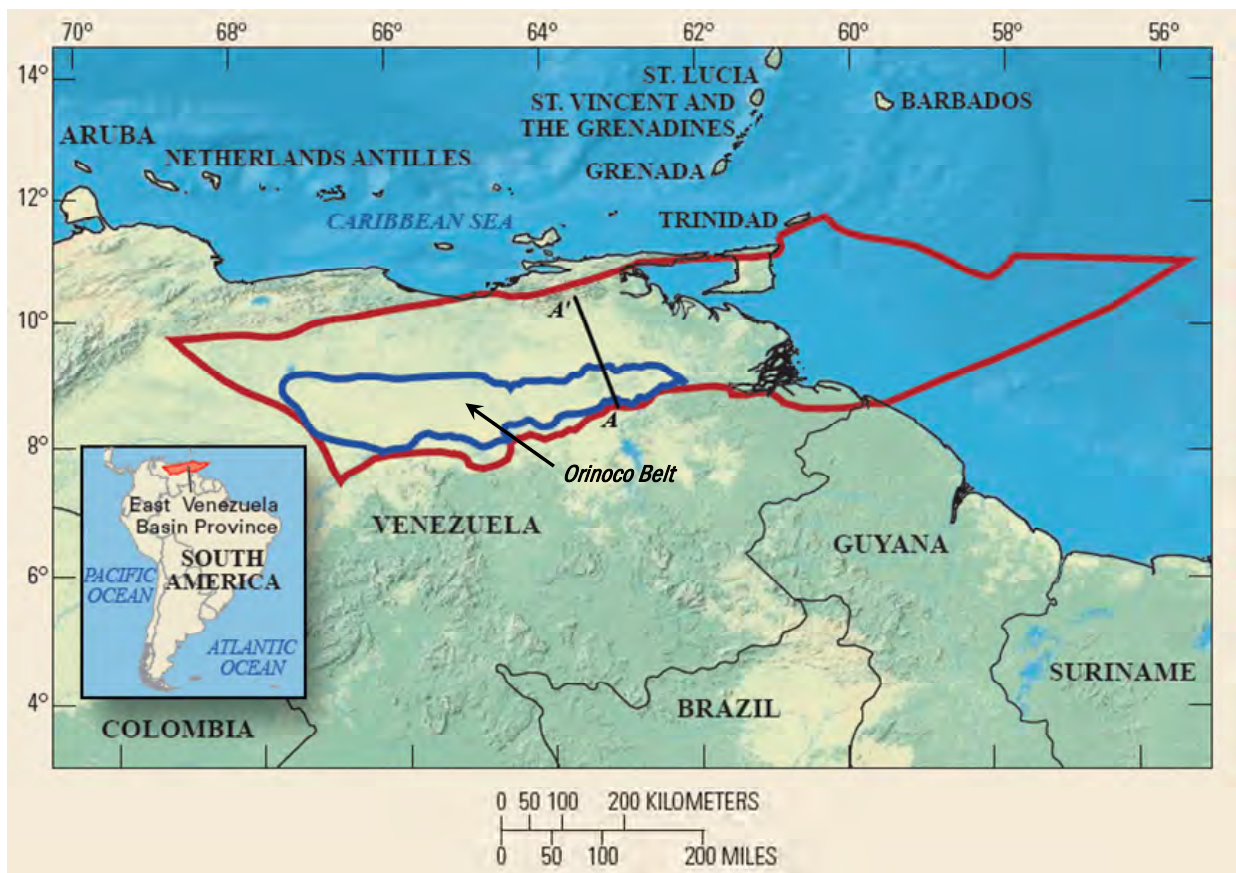 70° 68° 66° 64° 62° 60° 58° 56°
14°
12°
10°
8°
6°
4°
ST. LUCIA
ST. VINCENT AND
THE GRENADINES
BARBADOS
ARUBA
NETHERLANDS ANTILLES
GRENADA
CARIBBEAN SEA
TRINIDAD
A'
A
Orinoco Belt
VENEZUELA
GUYANA
SURINAME
BRAZIL
COLOMBIA
East Venezuela
Basin Province
SOUTH
AMERICA
PACIFIC
OCEAN
ATLANTIC
OCEAN
0 50 100 200 KILOMETERS
0 50 100 200 MILES